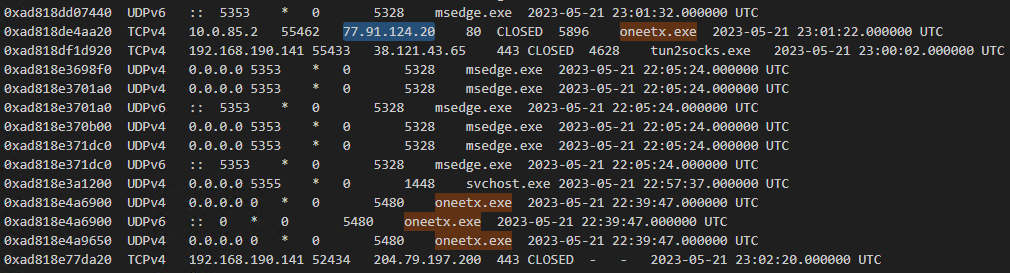 0xad818dd07440 UDPv6 :: 5353 * 0 5328 msedge.exe 2023-05-21 23:01:32.000000 UTC
0xad818de4aa20 TCPv4 10.0.85.2 55462 77.91.124.20 80 CLOSED 5896 oneetx.exe 2023-05-21 23:01:22.000000 UTC
0xad818df1d920 TCPv4 192.168.190.141 55433 38.121.43.65 443 CLOSED 4628 tun2socks.exe 2023-05-21 23:00:02.000000 UTC
0xad818e3698f0 UDPv4 0.0.0.0 5353 * 0 5328 msedge.exe 2023-05-21 22:05:24.000000 UTC
0xad818e3701a0 UDPv4 0.0.0.0 5353 * 0 5328 msedge.exe 2023-05-21 22:05:24.000000 UTC
0xad818e3701a0 UDPv6 :: 5353 * 0 5328 msedge.exe 2023-05-21 22:05:24.000000 UTC
0xad818e370b00 UDPv4 0.0.0.0 5353 * 0 5328 msedge.exe 2023-05-21 22:05:24.000000 UTC
0xad818e371dc0 UDPv4 0.0.0.0 5353 * 0 5328 msedge.exe 2023-05-21 22:05:24.000000 UTC
0xad818e371dc0 UDPv6 :: 5353 * 0 5328 msedge.exe 2023-05-21 22:05:24.000000 UTC
0xad818e3a1200 UDPv4 0.0.0.0 5355 * 0 1448 svchost.exe 2023-05-21 22:57:37.000000 UTC
0xad818e4a6900 UDPv4 0.0.0.0 0 * 0 5480 oneetx.exe 2023-05-21 22:39:47.000000 UTC
0xad818e4a6900 UDPv6 :: 0 * 0 5480 oneetx.exe 2023-05-21 22:39:47.000000 UTC
0xad818e4a9650 UDPv4 0.0.0.0 0 * 0 5480 oneetx.exe 2023-05-21 22:39:47.000000 UTC
0xad818e77da20 TCPv4 192.168.190.141 52434 204.79.197.200 443 CLOSED - - 2023-05-21 23:02:20.000000 UTC